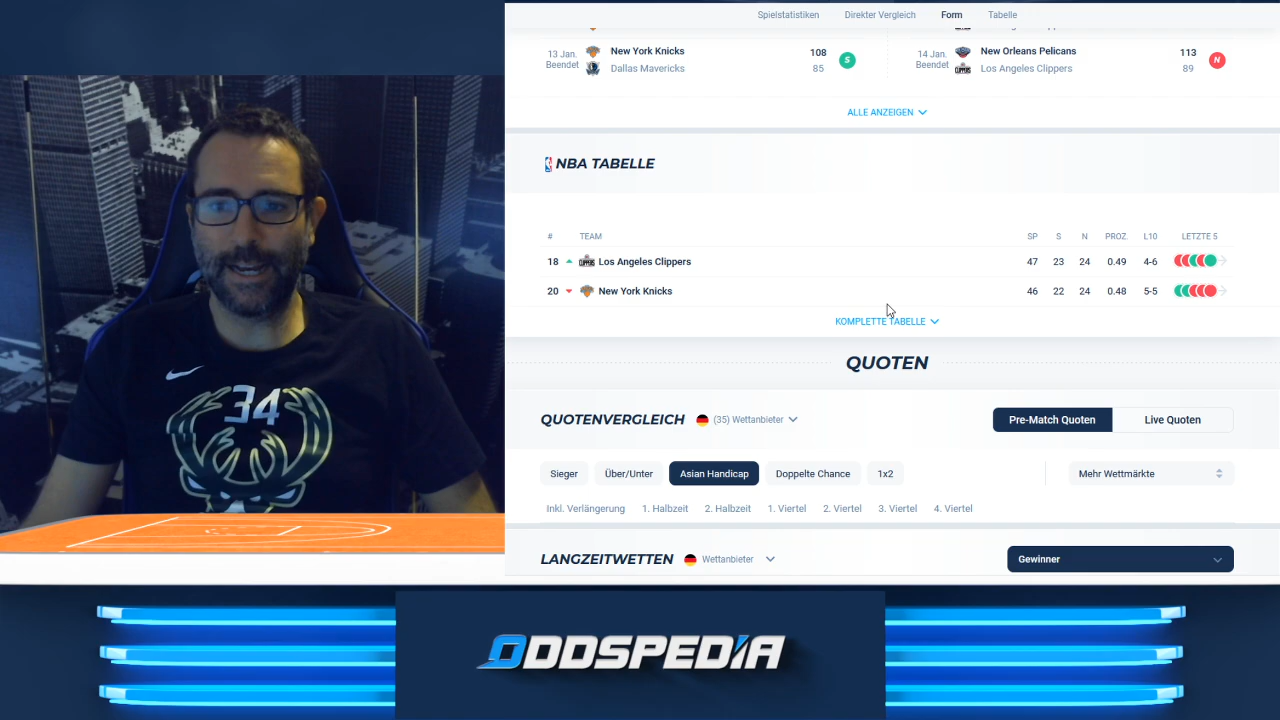 Spielstatistiken Direkter Vergleich Form Tabelle
13 Jan. New York Knicks 108 S
Beendet Dallas Mavericks 85
14 Jan. New Orleans Pelicans 113 N
Beendet Los Angeles Clippers 89
ALLE ANZEIGEN
NBA TABELLE
# TEAM SP S N PROZ. L10 LETZTE 5
18 Los Angeles Clippers 47 23 24 0.49 4-6
20 New York Knicks 46 22 24 0.48 5-5
KOMPLETTE TABELLE
QUOTEN
QUOTENVERGLEICH (35) Wettanbieter Pre-Match Quoten Live Quoten
Sieger Über/Unter Asian Handicap Doppelte Chance 1x2 Mehr Wettmärkte
Inkl. Verlängerung 1. Halbzeit 2. Halbzeit 1. Viertel 2. Viertel 3. Viertel 4. Viertel
LANGZEITWETTEN Wettanbieter Gewinner
34
ODDSPEDIA